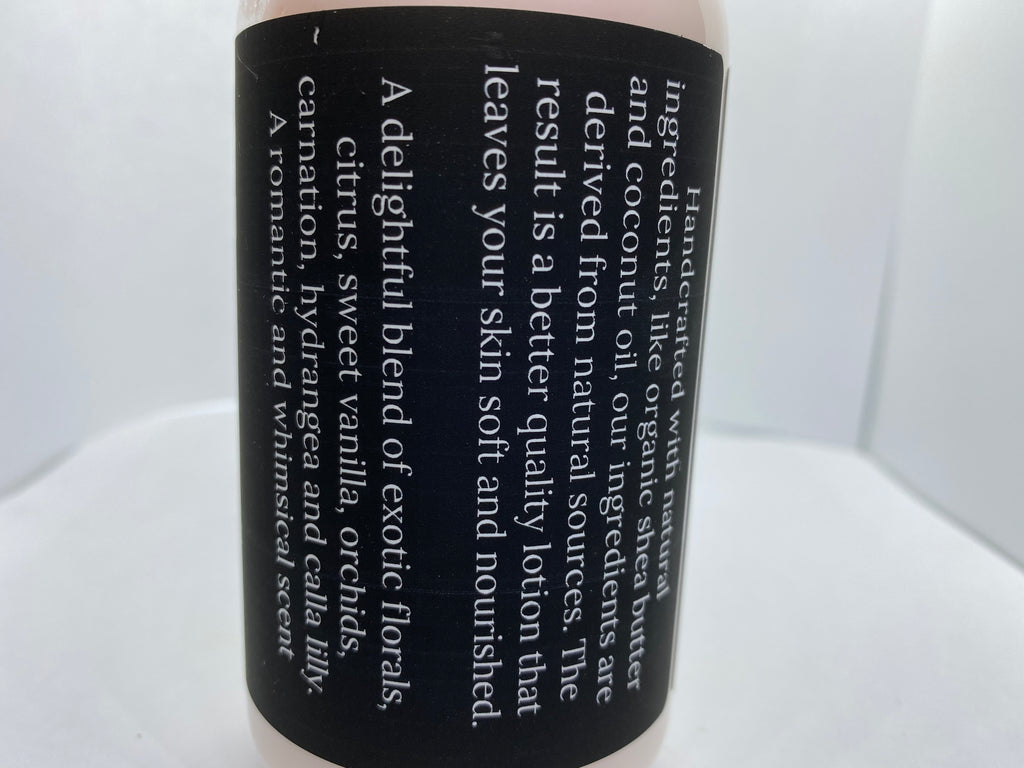 Handcrafted with natural
ingredients, like organic shea butter
and coconut oil, our ingredients are
derived from natural sources. The
result is a better quality lotion that
leaves your skin soft and nourished.
A delightful blend of exotic florals,
citrus, sweet vanilla, orchids,
~ carnation, hydrangea and calla lilly.
A romantic and whimsical scent